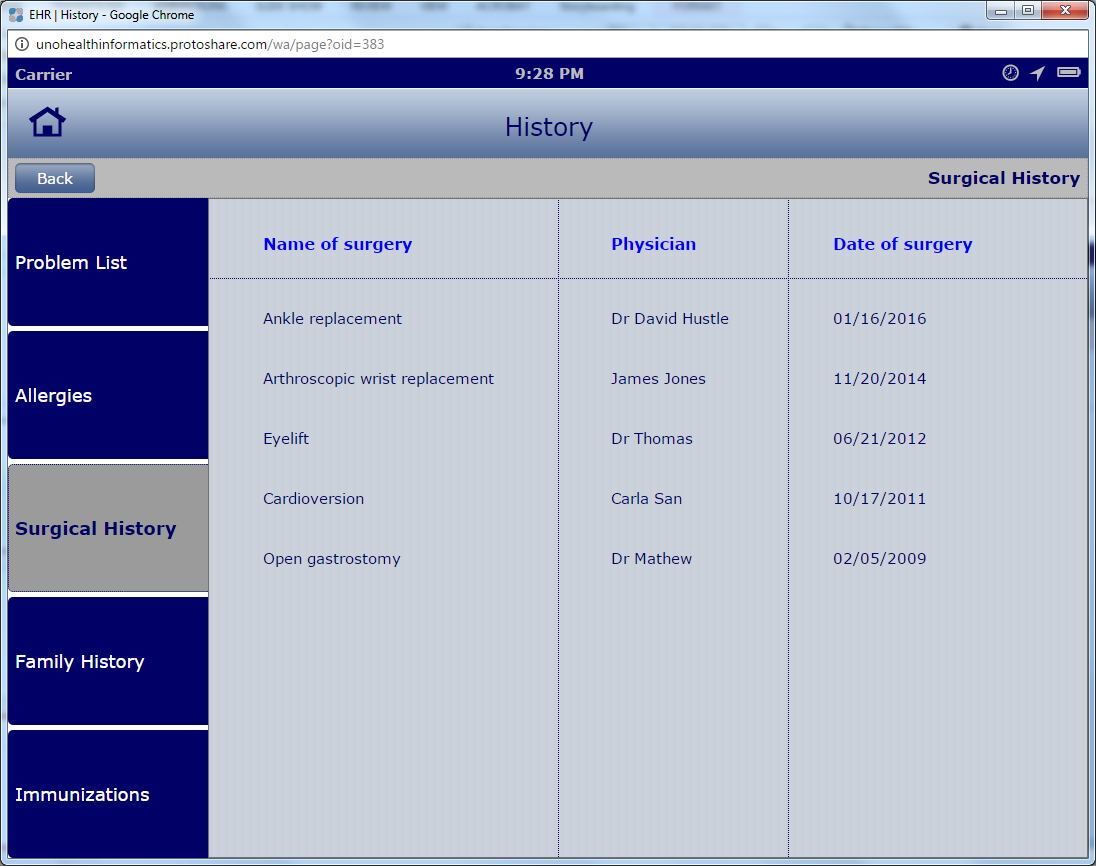 EHR | History - Google Chrome
unohealthinformatics.protoshare.com/wa/page?oid=383
Carrier 9:28 PM
History
Back Surgical History
Problem List
Allergies
Surgical History
Family History
Immunizations
Name of surgery Physician Date of surgery
Ankle replacement Dr David Hustle 01/16/2016
Arthroscopic wrist replacement James Jones 11/20/2014
Eyelift Dr Thomas 06/21/2012
Cardioversion Carla San 10/17/2011
Open gastrostomy Dr Mathew 02/05/2009